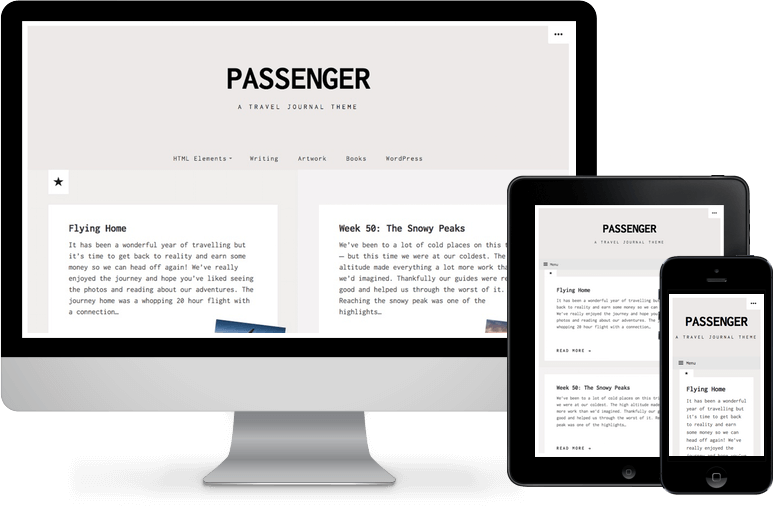 PASSENGER
A TRAVEL JOURNAL THEME
HTML Elements
Writing
Artwork
Books
WordPress
Flying Home
It has been a wonderful year of travelling but
it's time to get back to reality and earn some
money so we can head off again! We've really
enjoyed the journey and hope you've liked seeing
the photos and reading about our adventures. The
journey home was a whopping 20 hour flight with
a connection…
Week 50: The Snowy Peaks
We've been to a lot of cold places on this t
— but this time we were at our coldest. The
altitude made everything a lot more work tha
we'd imagined. Thankfully our guides were r
good and helped us through the worst of it.
Reaching the snowy peak was one of the
highlights…
PASSENGER
A TRAVEL JOURNAL THEME
Menu
Flying Home
It has been a wonderful year of travelling but
back to reality and earn some money so we can
We've really enjoyed the journey and hope you
photos and reading about our adventures. The j
whopping 20 hour flight with a connection…
READ MORE →
Week 50: The Snowy Peaks
We've been to a lot of cold places on this tri
we were at our coldest. The high altitude made
more work than we'd imagined. Thankfully our g
good and helped us through the worst of it. R
peak was one of the highlights…
READ MORE →
PASSENGER
A TRAVEL JOURNAL THEME
Menu
Flying Home
It has been a wonderful
year of travelling but
it's time to get back
to reality and earn
some money so we can
head off again! We've
really enjoyed the
journey and hope you've